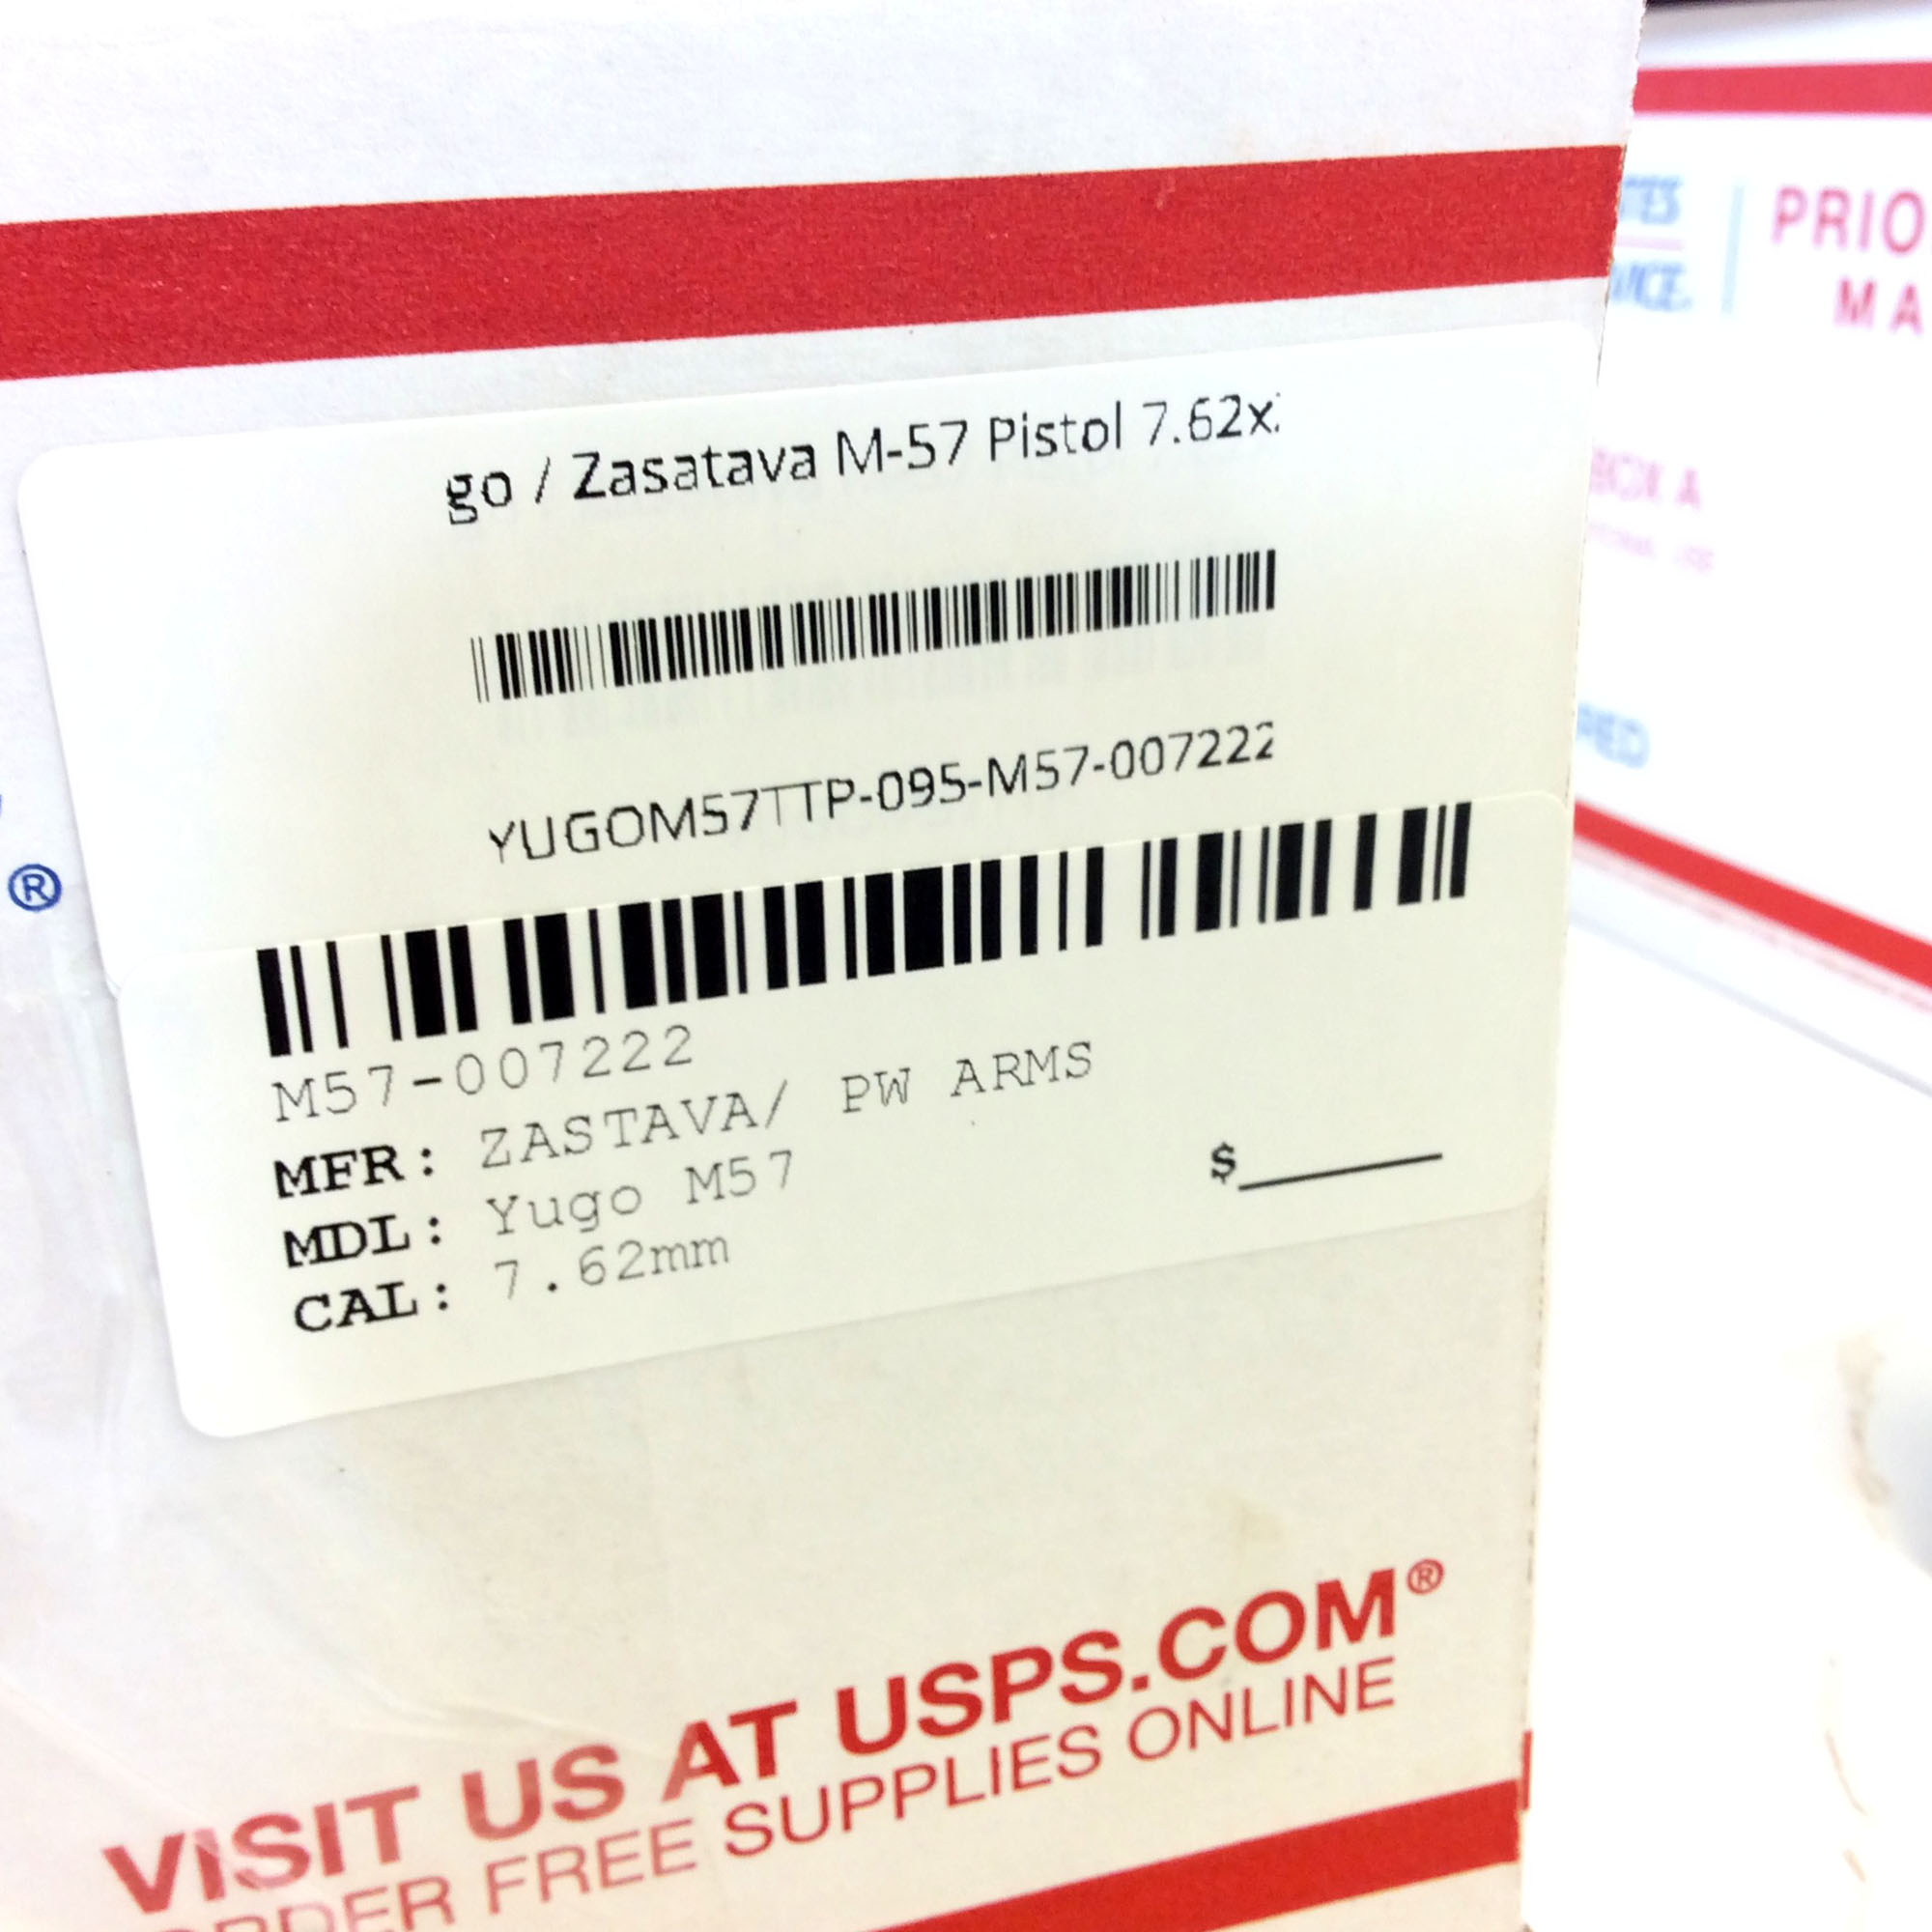 go / Zasatava M-57 Pistol 7.62x
YUGOM57TTP-095-M57-007222
M57-007222
MFR: ZASTAVA/ PW ARMS
MDL: Yugo M57
CAL: 7.62mm
$
®
VISIT US AT USPS.COM®
ORDER FREE SUPPLIES ONLINE
PRIO
MA
BOX A